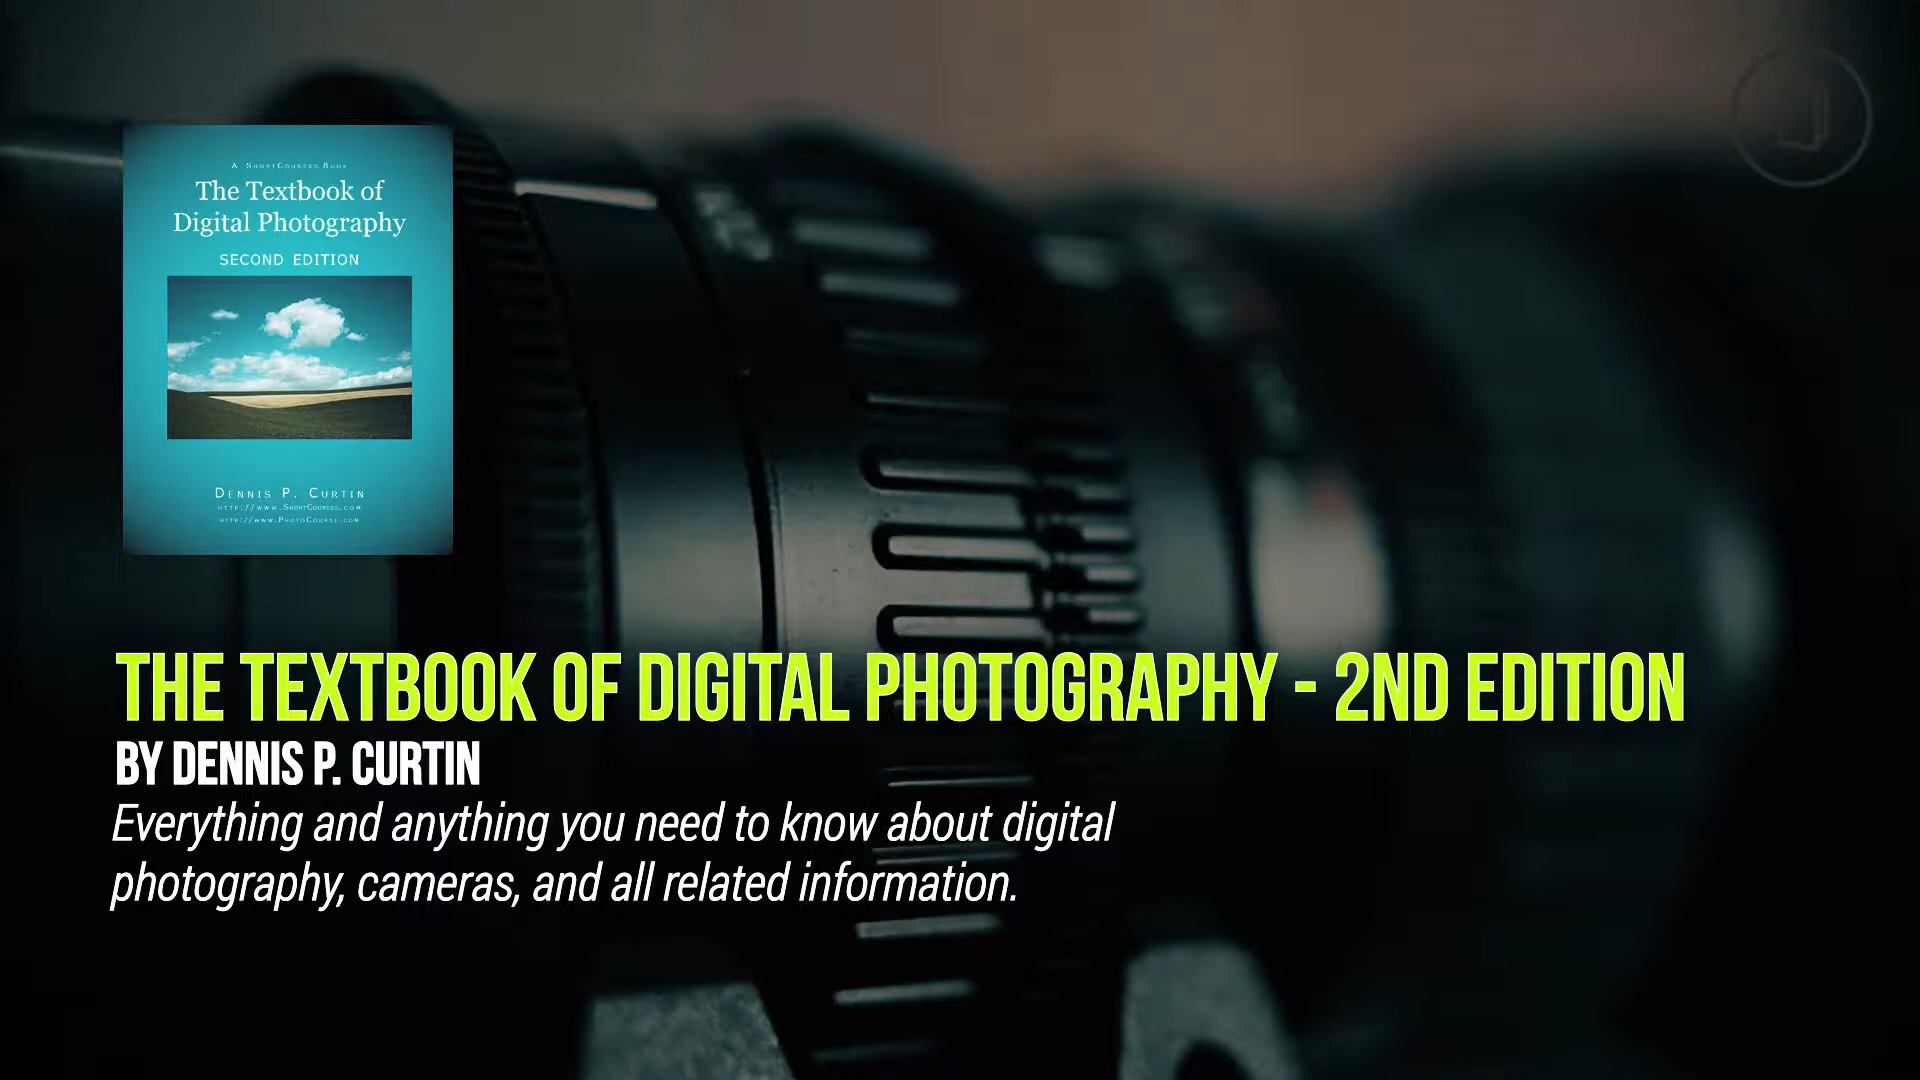 A ShortCourses Book
The Textbook of
Digital Photography
SECOND EDITION
Dennis P. Curtin
http://www.ShortCourses.com
http://www.PhotoCourse.com
THE TEXTBOOK OF DIGITAL PHOTOGRAPHY - 2ND EDITION
BY DENNIS P. CURTIN
Everything and anything you need to know about digital
photography, cameras, and all related information.